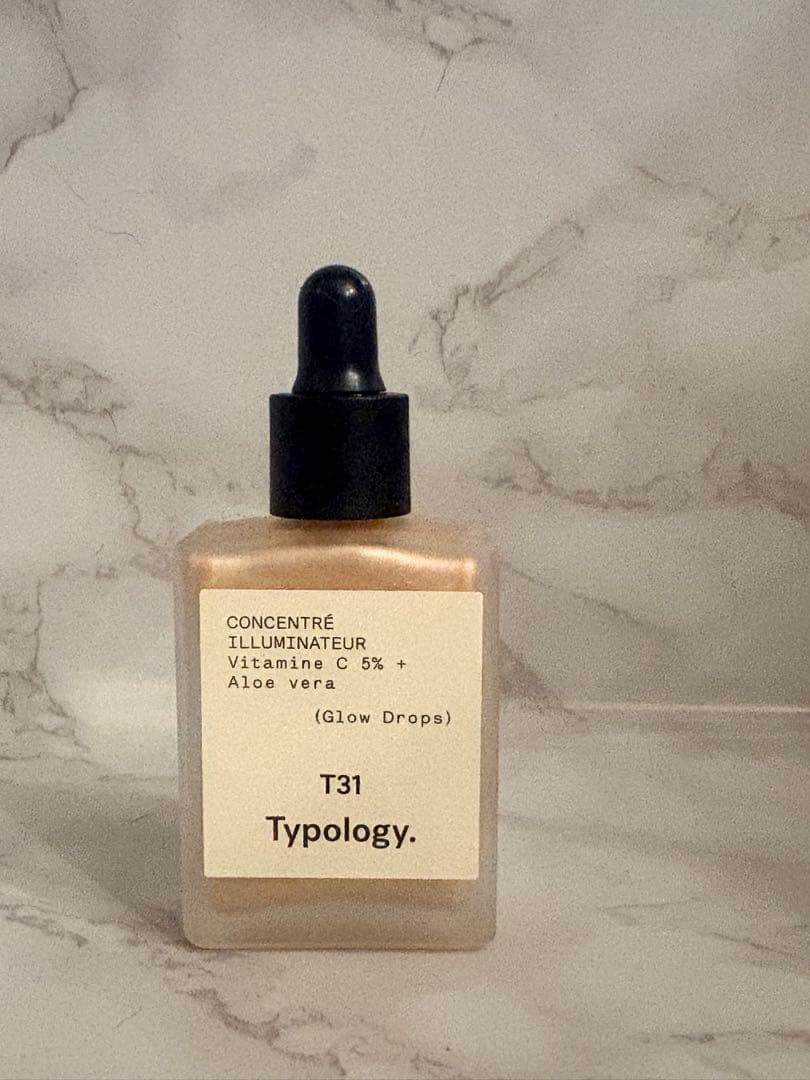 CONCENTRÉ
ILLUMINATEUR
Vitamine C 5% +
Aloe vera
(Glow Drops)
T31
Typology.